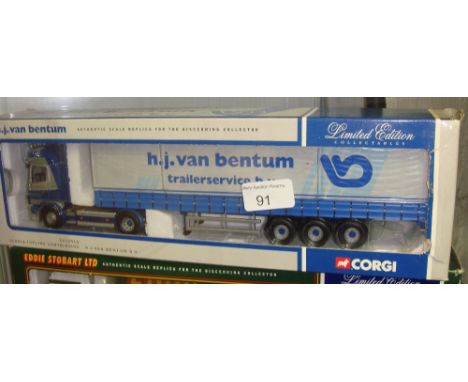 h.j.van bentum
AUTHENTIC SCALE REPLICA FOR THE DISCERNING COLLECTOR
Limited Edition
COLLECTABLES
h.j.van bentum
trailerservice b.v.
91
CORGI
EDDIE STOBART LTD
AUTHENTIC SCALE REPLICA FOR THE DISCERNING COLLECTOR
Limited Edition